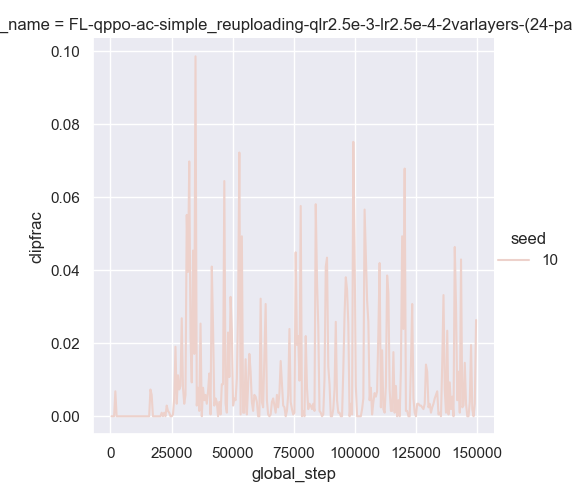 _name = FL-qppo-ac-simple_reuploading-qlr2.5e-3-lr2.5e-4-2varlayers-(24-pa
0.10
0.08
0.06
0.04
0.02
0.00
clipfrac
0 25000 50000 75000 100000 125000 150000
global_step
seed
10